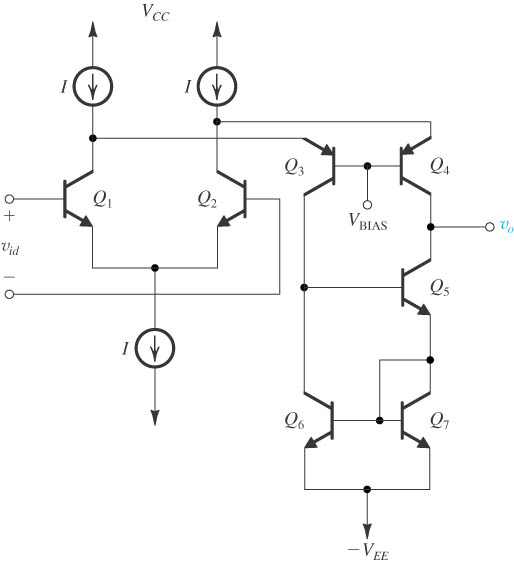 V_CC
I
I
Q_1
Q_2
Q_3
Q_4
V_BIAS
v_o
+
v_id
−
I
Q_5
Q_6
Q_7
−V_EE